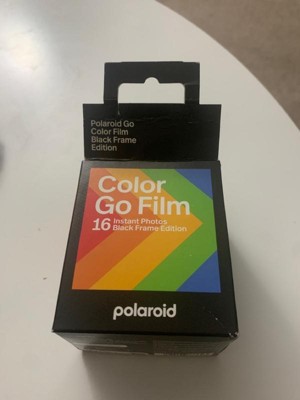 Polaroid Go
Color Film
Black Frame
Edition
Color
Go Film
16 Instant Photos
Black Frame Edition
polaroid